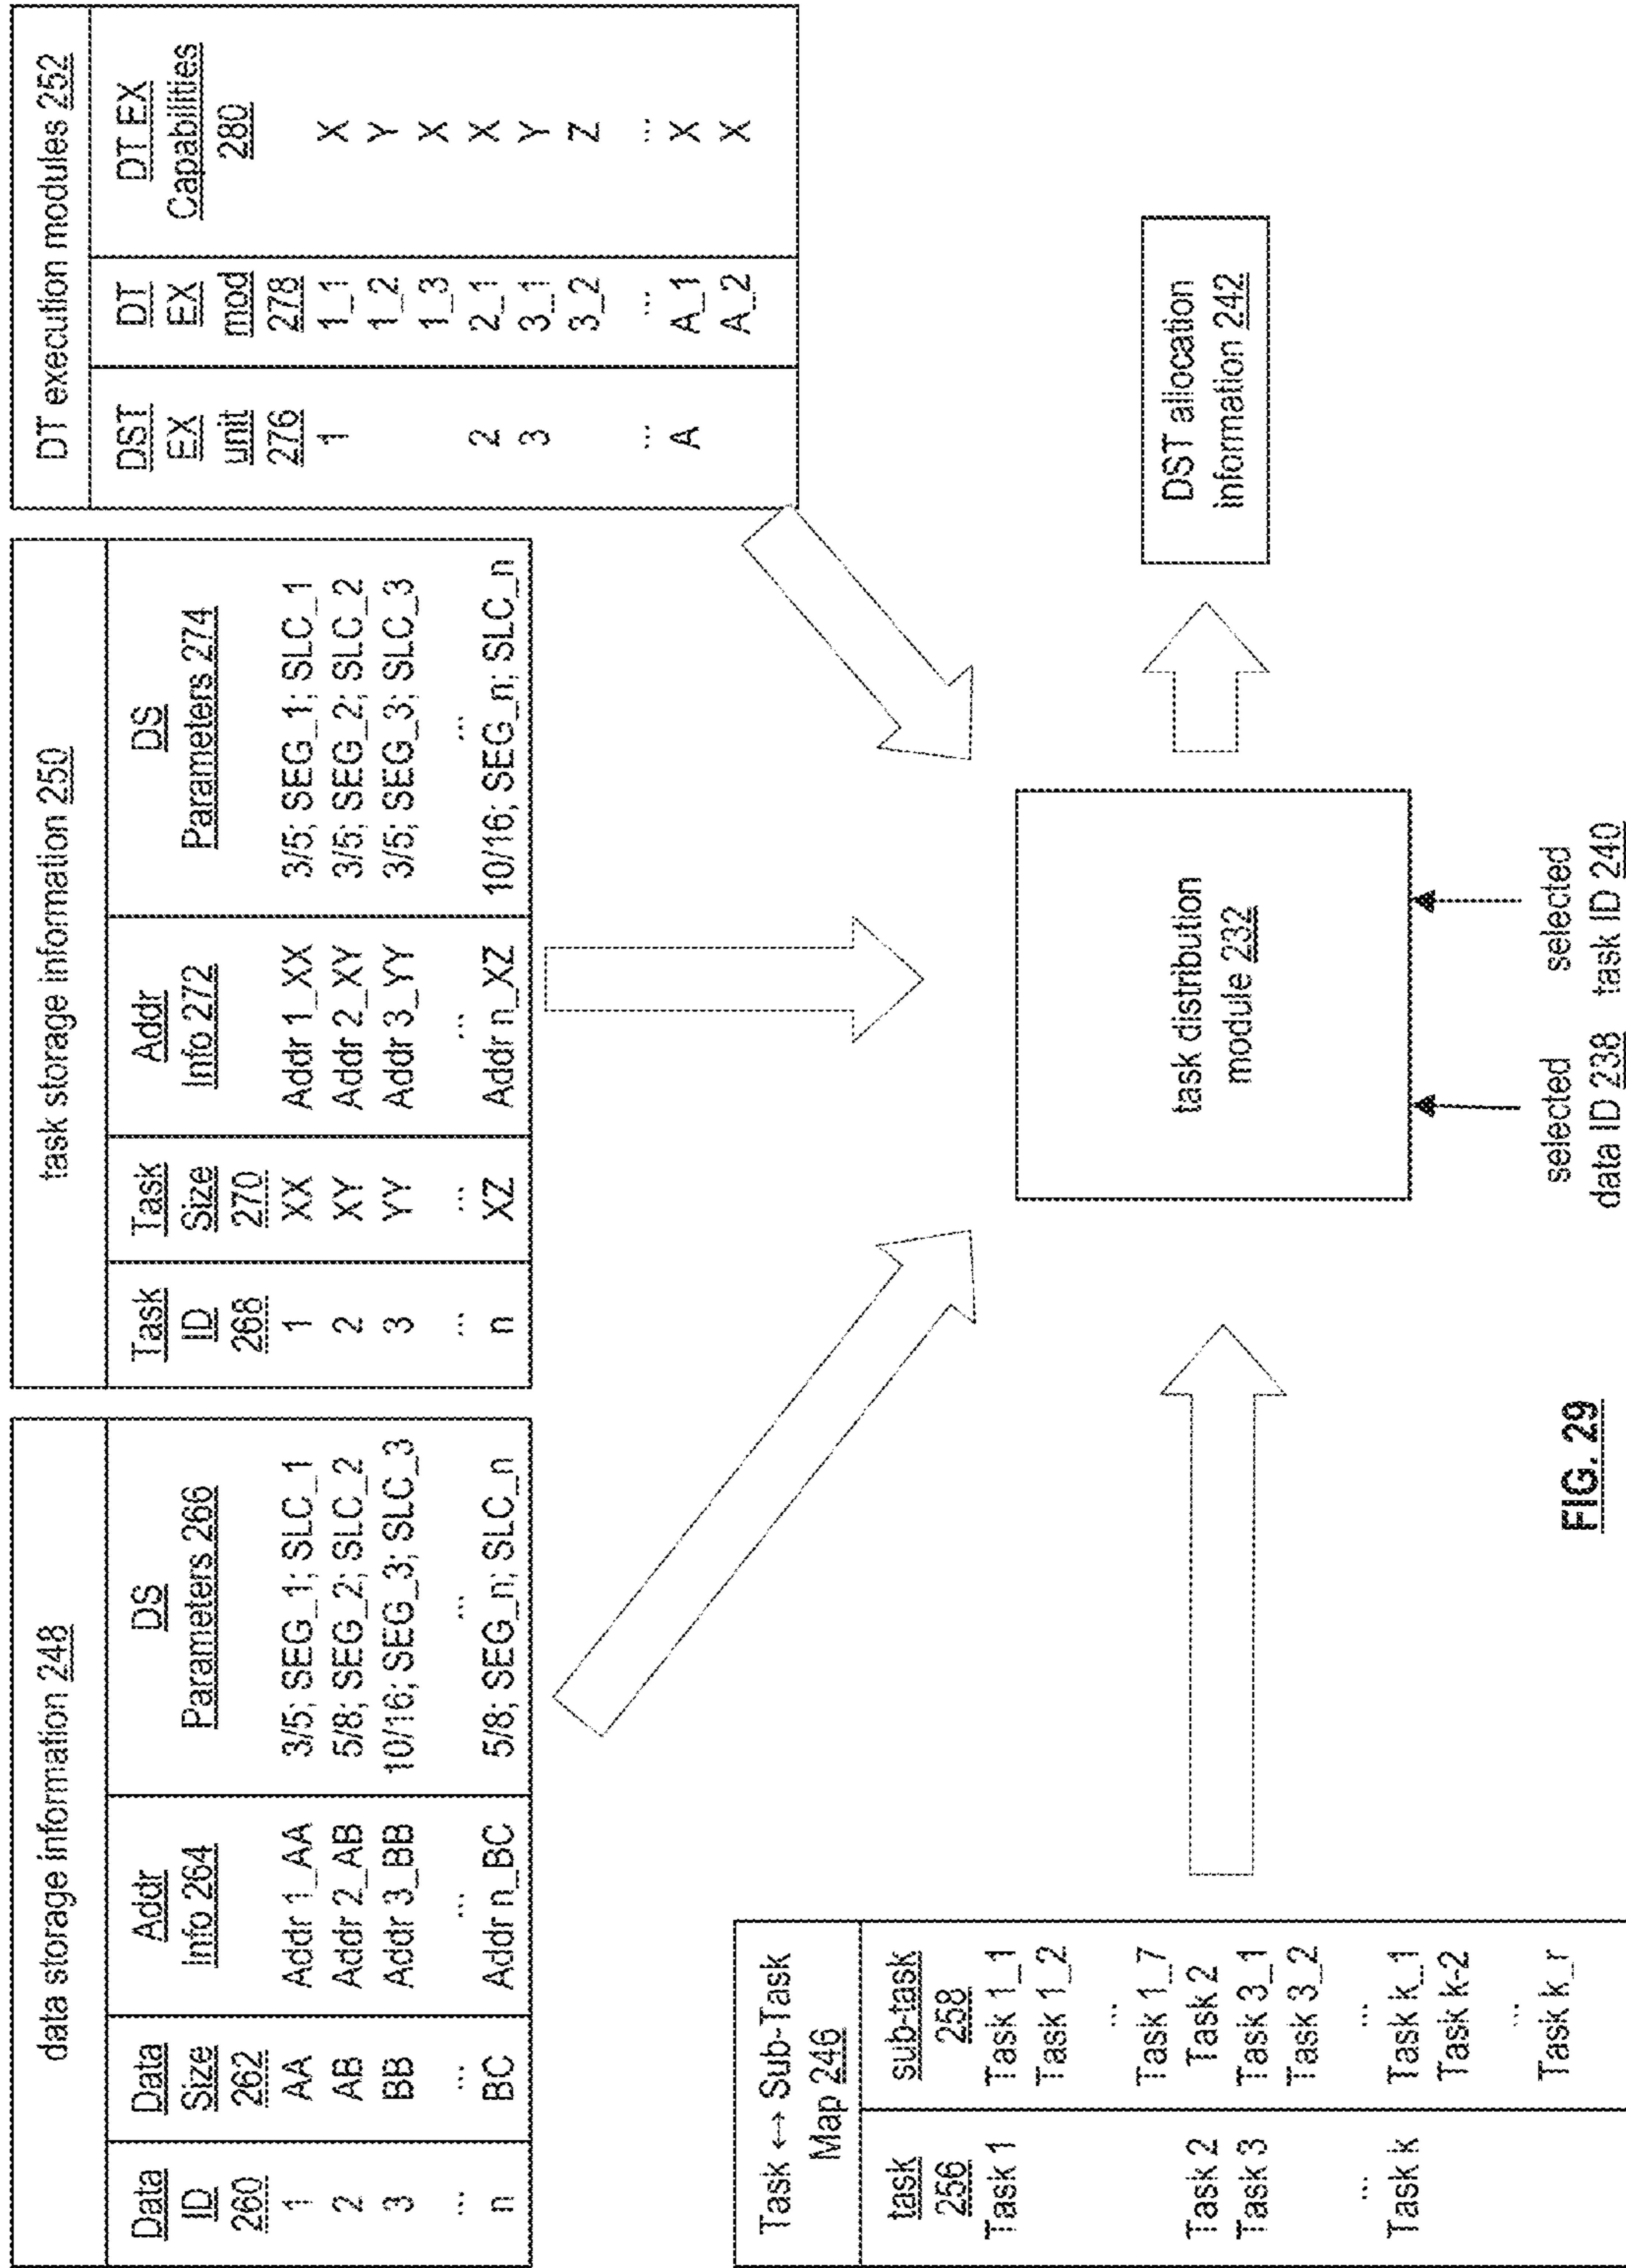 data storage information 248
Data ID 260 Data Size 262 Addr Info 264 DS Parameters 266
1 AA Addr 1_AA 3/5; SEG_1; SLC_1
2 AB Addr 2_AB 5/8; SEG_2; SLC_2
3 BB Addr 3_BB 10/16; SEG_3; SLC_3
... ... ... ...
n BC Addr n_BC 5/8; SEG_n; SLC_n
task storage information 250
Task ID 268 Task Size 270 Addr Info 272 DS Parameters 274
1 XX Addr 1_XX 3/5; SEG_1; SLC_1
2 XY Addr 2_XY 3/5; SEG_2; SLC_2
3 YY Addr 3_YY 3/5; SEG_3; SLC_3
... ... ... ...
n XZ Addr n_XZ 10/16; SEG_n; SLC_n
DT execution modules 252
DST EX unit 276 DT EX mod 278 DT EX Capabilities 280
1 1_1 X
1_2 Y
1_3 X
2 2_1 X
3 3_1 Y
3_2 Z
... ... ...
A A_1 X
A_2 X
Task ↔ Sub-Task
Map 246
task 256 sub-task 258
Task 1 Task 1_1
Task 1_2
...
Task 1_7
Task 2 Task 2
Task 3 Task 3_1
Task 3_2
... ...
Task k Task k_1
Task k-2
...
Task k_r
task distribution
module 232
DST allocation
information 242
selected
data ID 238
selected
task ID 240
FIG. 29